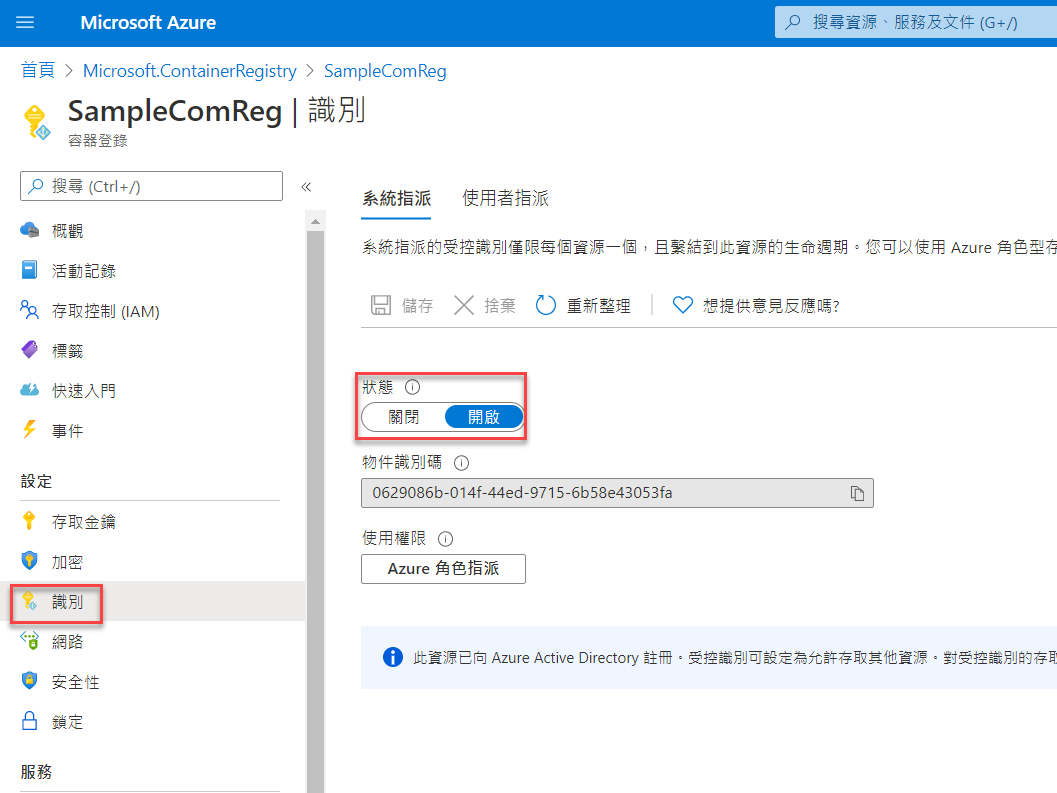 Microsoft Azure
搜尋資源、服務及文件 (G+/)
首頁 > Microsoft.ContainerRegistry > SampleComReg
SampleComReg | 識別
容器登錄
搜尋 (Ctrl+/)
«
概觀
活動記錄
存取控制 (IAM)
標籤
快速入門
事件
設定
存取金鑰
加密
識別
網路
安全性
鎖定
服務
系統指派 使用者指派
系統指派的受控識別僅限每個資源一個，且繫結到此資源的生命週期。您可以使用 Azure 角色型存
儲存 捨棄 重新整理 想提供意見反應嗎?
狀態
關閉 開啟
物件識別碼
0629086b-014f-44ed-9715-6b58e43053fa
使用權限
Azure 角色指派
此資源已向 Azure Active Directory 註冊。受控識別可設定為允許存取其他資源。對受控識別的存取